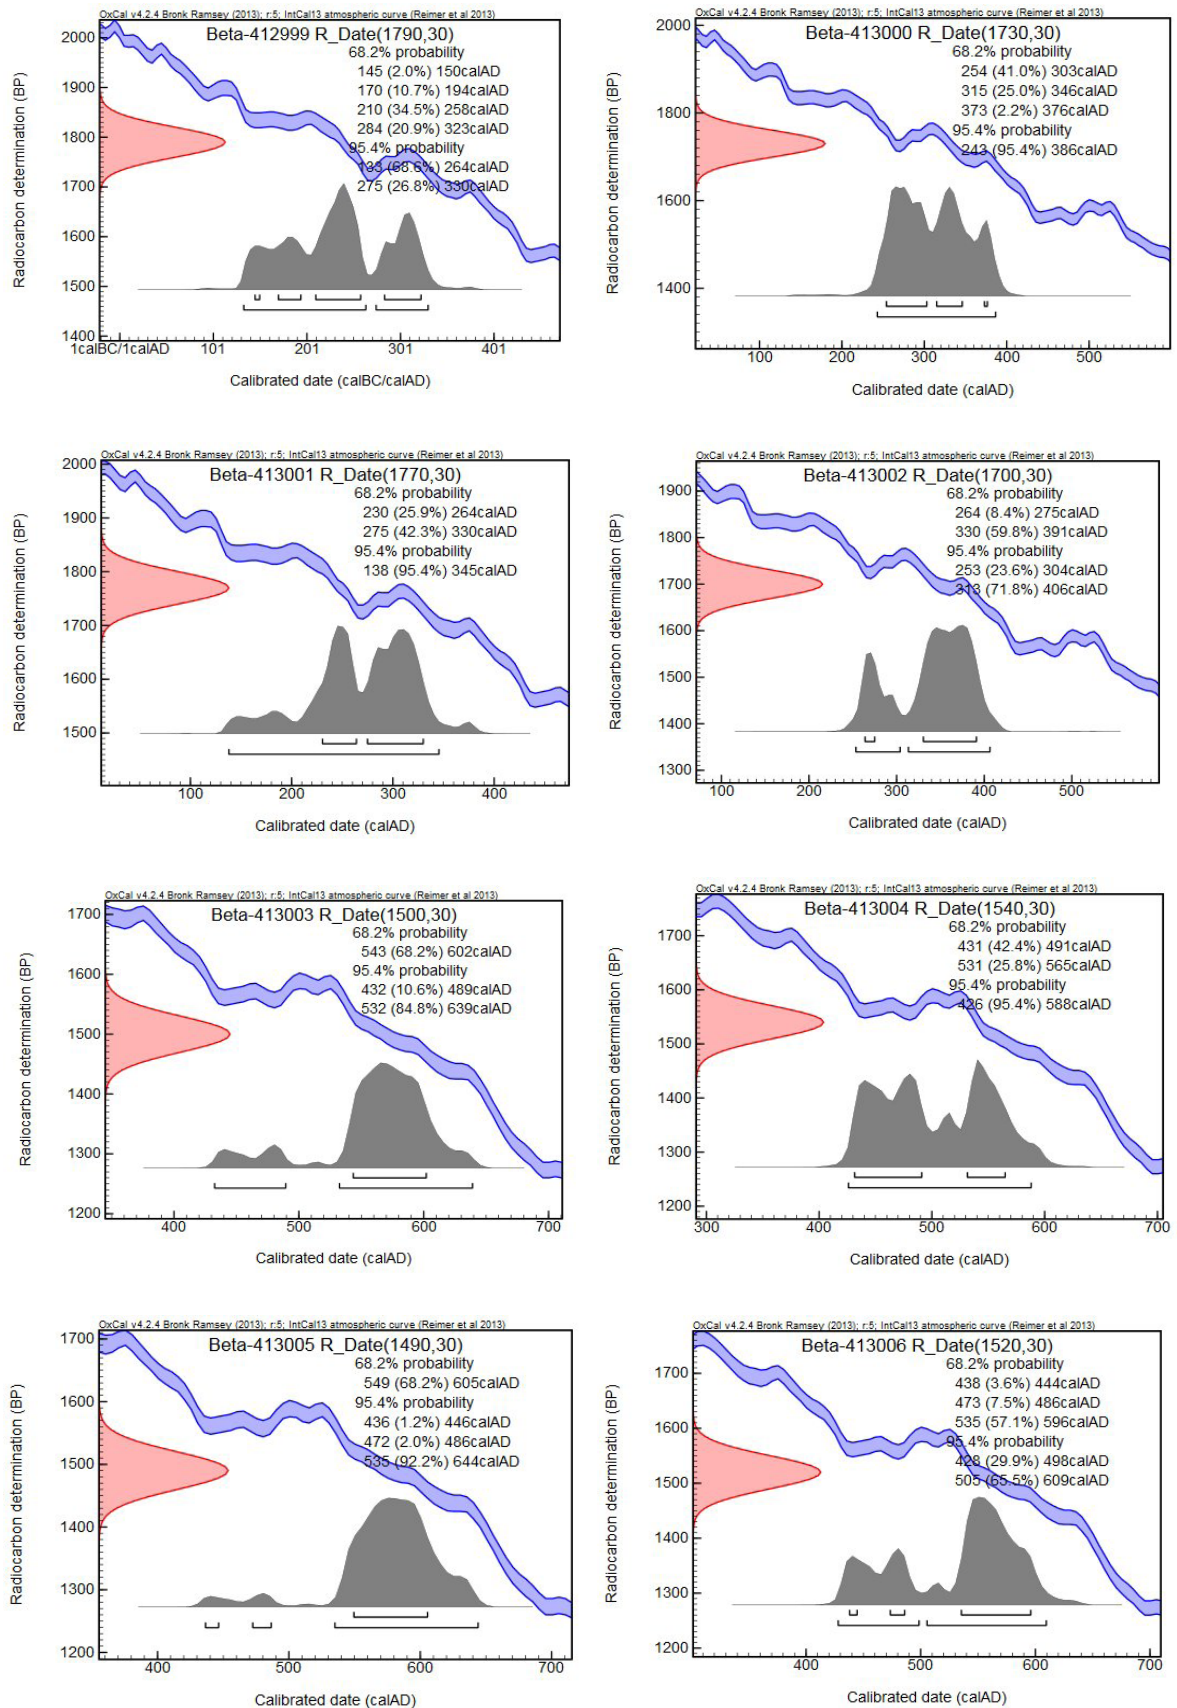 OxCal v4.2.4 Bronk Ramsey (2013); r:5; IntCal13 atmospheric curve (Reimer et al 2013)
Beta-412999 R_Date(1790,30)
68.2% probability
145 (2.0%) 150calAD
170 (10.7%) 194calAD
210 (34.5%) 258calAD
284 (20.9%) 323calAD
95.4% probability
133 (68.6%) 264calAD
275 (26.8%) 330calAD
Radiocarbon determination (BP)
2000
1900
1800
1700
1600
1500
1400
1calBC/1calAD 101 201 301 401
Calibrated date (calBC/calAD)
OxCal v4.2.4 Bronk Ramsey (2013); r:5; IntCal13 atmospheric curve (Reimer et al 2013)
Beta-413000 R_Date(1730,30)
68.2% probability
254 (41.0%) 303calAD
315 (25.0%) 346calAD
373 (2.2%) 376calAD
95.4% probability
243 (95.4%) 386calAD
Radiocarbon determination (BP)
2000
1800
1600
1400
100 200 300 400 500
Calibrated date (calAD)
OxCal v4.2.4 Bronk Ramsey (2013); r:5; IntCal13 atmospheric curve (Reimer et al 2013)
Beta-413001 R_Date(1770,30)
68.2% probability
230 (25.9%) 264calAD
275 (42.3%) 330calAD
95.4% probability
138 (95.4%) 345calAD
Radiocarbon determination (BP)
2000
1900
1800
1700
1600
1500
100 200 300 400
Calibrated date (calAD)
OxCal v4.2.4 Bronk Ramsey (2013); r:5; IntCal13 atmospheric curve (Reimer et al 2013)
Beta-413002 R_Date(1700,30)
68.2% probability
264 (8.4%) 275calAD
330 (59.8%) 391calAD
95.4% probability
253 (23.6%) 304calAD
313 (71.8%) 406calAD
Radiocarbon determination (BP)
1900
1800
1700
1600
1500
1400
1300
100 200 300 400 500
Calibrated date (calAD)
OxCal v4.2.4 Bronk Ramsey (2013); r:5; IntCal13 atmospheric curve (Reimer et al 2013)
Beta-413003 R_Date(1500,30)
68.2% probability
543 (68.2%) 602calAD
95.4% probability
432 (10.6%) 489calAD
532 (84.8%) 639calAD
Radiocarbon determination (BP)
1700
1600
1500
1400
1300
1200
400 500 600 700
Calibrated date (calAD)
OxCal v4.2.4 Bronk Ramsey (2013); r:5; IntCal13 atmospheric curve (Reimer et al 2013)
Beta-413004 R_Date(1540,30)
68.2% probability
431 (42.4%) 491calAD
531 (25.8%) 565calAD
95.4% probability
426 (95.4%) 588calAD
Radiocarbon determination (BP)
1700
1600
1500
1400
1300
1200
300 400 500 600 700
Calibrated date (calAD)
OxCal v4.2.4 Bronk Ramsey (2013); r:5; IntCal13 atmospheric curve (Reimer et al 2013)
Beta-413005 R_Date(1490,30)
68.2% probability
549 (68.2%) 605calAD
95.4% probability
436 (1.2%) 446calAD
472 (2.0%) 486calAD
535 (92.2%) 644calAD
Radiocarbon determination (BP)
1700
1600
1500
1400
1300
1200
400 500 600 700
Calibrated date (calAD)
OxCal v4.2.4 Bronk Ramsey (2013); r:5; IntCal13 atmospheric curve (Reimer et al 2013)
Beta-413006 R_Date(1520,30)
68.2% probability
438 (3.6%) 444calAD
473 (7.5%) 486calAD
535 (57.1%) 596calAD
95.4% probability
428 (29.9%) 498calAD
505 (65.5%) 609calAD
Radiocarbon determination (BP)
1700
1600
1500
1400
1300
1200
300 400 500 600 700
Calibrated date (calAD)